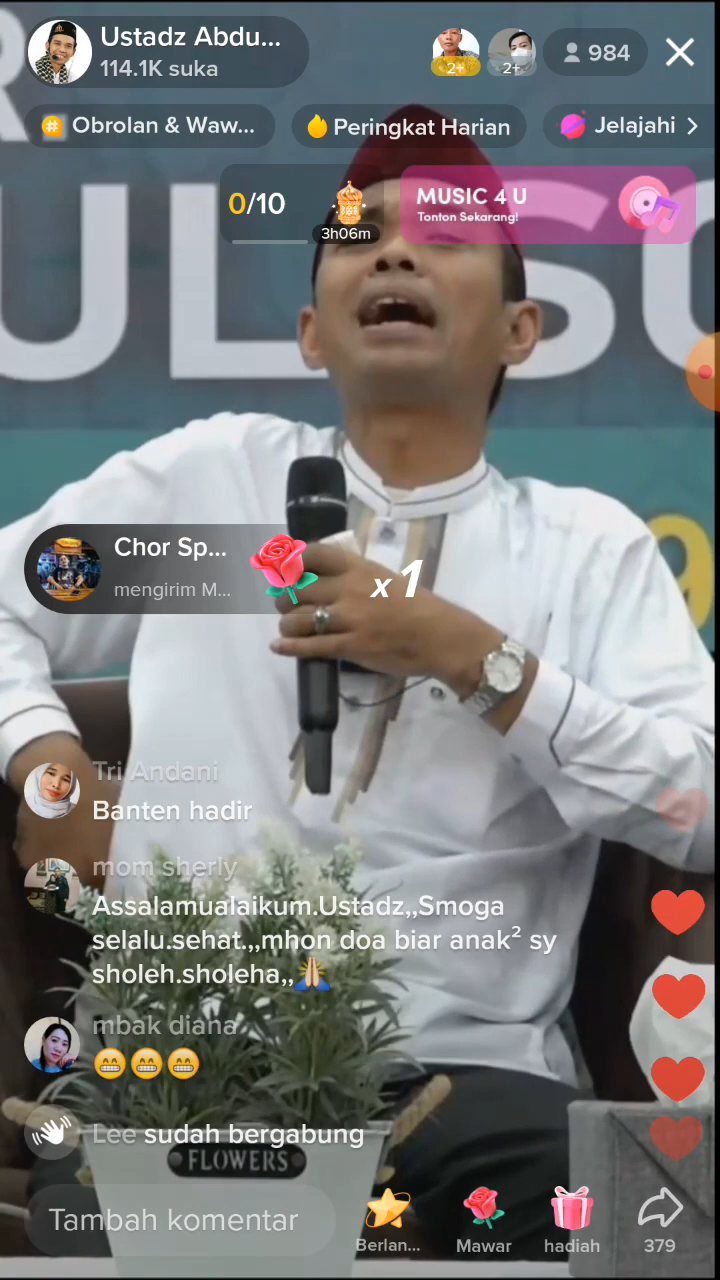 Ustadz Abdu...
114.1K suka
2+
2+
984
Obrolan & Waw...
Peringkat Harian
Jelajahi
0/10
3h06m
MUSIC 4 U
Tonton Sekarang!
Chor Sp...
mengirim M...
x1
Tri Andani
Banten hadir
mom sherly
Assalamualaikum.Ustadz,,Smoga
selalu.sehat.,,mhon doa biar anak² sy
sholeh.sholeha,,🙏
mbak diana
😁😁😁
Lee sudah bergabung
FLOWERS
Tambah komentar
Berlan...
Mawar
hadiah
379